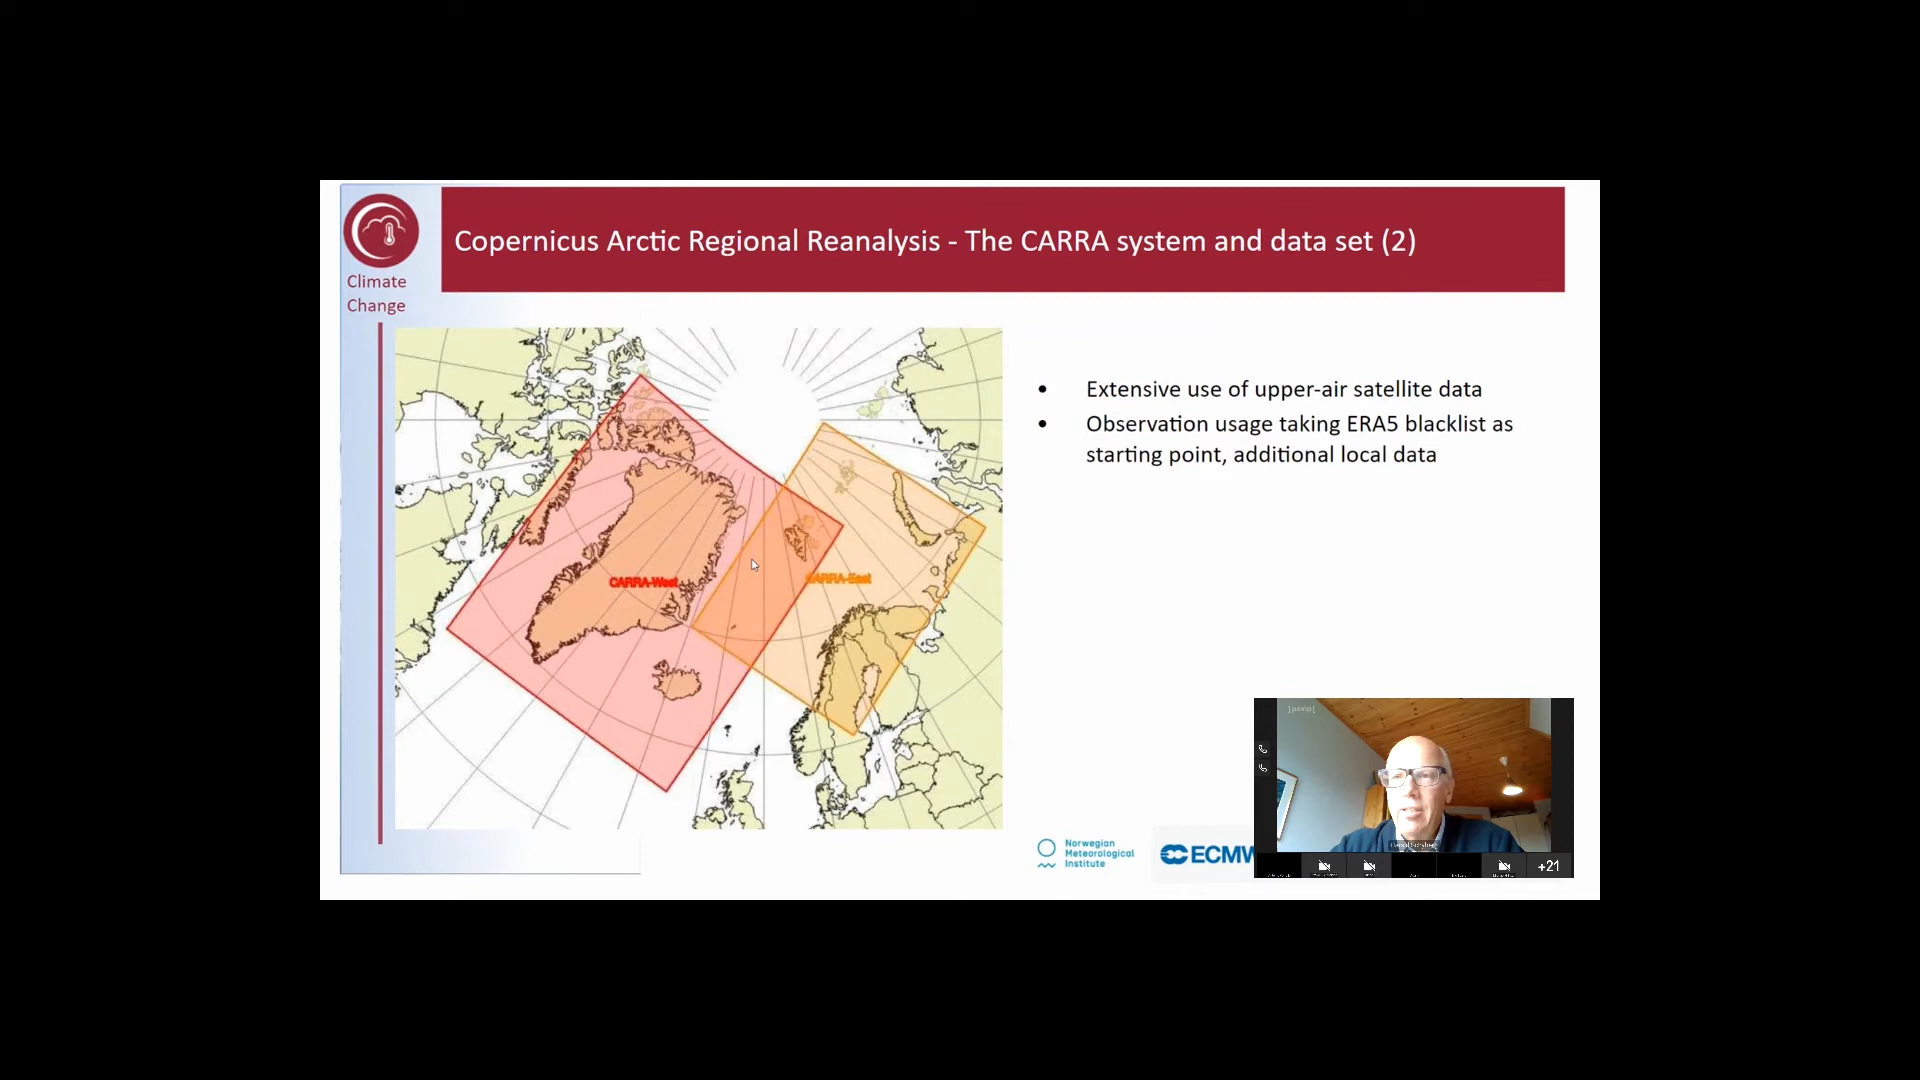 Copernicus Arctic Regional Reanalysis - The CARRA system and data set (2)
Climate
Change
• Extensive use of upper-air satellite data
• Observation usage taking ERA5 blacklist as
starting point, additional local data
CARRA-West
CARRA-East
]pexip[
Norwegian
Meteorological
Institute
ECMW
+21